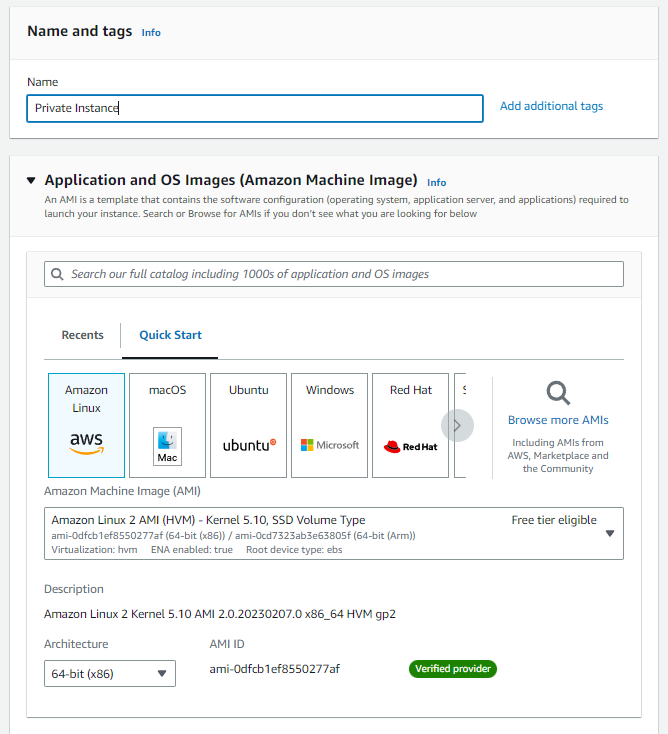 Name and tags Info
Name
Private Instance
Add additional tags
Application and OS Images (Amazon Machine Image) Info
An AMI is a template that contains the software configuration (operating system, application server, and applications) required to
launch your instance. Search or Browse for AMIs if you don't see what you are looking for below
Search our full catalog including 1000s of application and OS images
Recents
Quick Start
Amazon
Linux
aws
macOS
Mac
Ubuntu
ubuntu
Windows
Microsoft
Red Hat
Red Hat
S
Browse more AMIs
Including AMIs from
AWS, Marketplace and
the Community
Amazon Machine Image (AMI)
Amazon Linux 2 AMI (HVM) - Kernel 5.10, SSD Volume Type
Free tier eligible
ami-0dfcb1ef8550277af (64-bit (x86)) / ami-0cd7323ab3e63805f (64-bit (Arm))
Virtualization: hvm ENA enabled: true Root device type: ebs
Description
Amazon Linux 2 Kernel 5.10 AMI 2.0.20230207.0 x86_64 HVM gp2
Architecture
AMI ID
64-bit (x86)
ami-0dfcb1ef8550277af
Verified provider